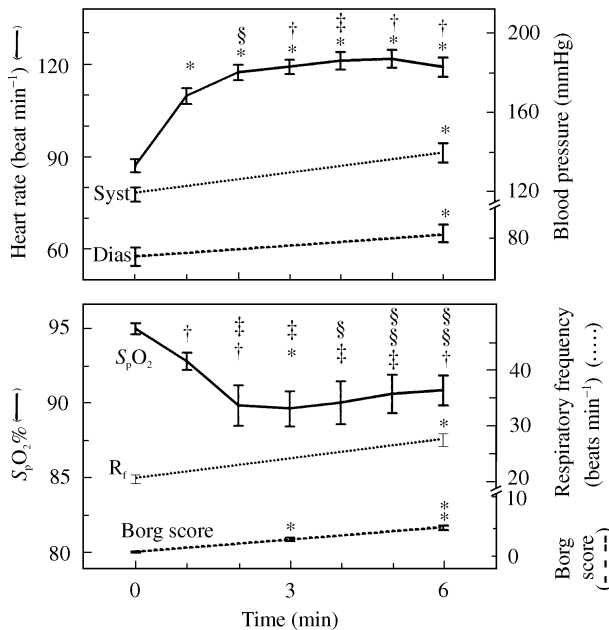 Heart rate (beat min⁻¹) (—)
120
90
60
* § * † * ‡ * † * † *
Syst
*
Dias
*
200
160
120
80
Blood pressure (mmHg)
SpO2% (—)
95
90
85
80
† ‡ † ‡ * § ‡ § § ‡ § § †
SpO2
*
Rf
* *
Borg score
*
40
30
20
10
0
Respiratory frequency
(beats min⁻¹) (.....)
Borg
score
(---)
0
3
6
Time (min)